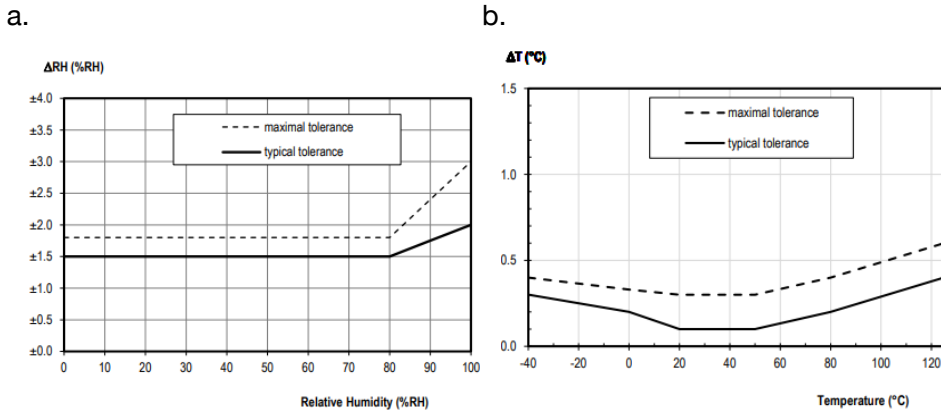 a.
ΔRH (%RH)
±4.0
±3.5
±3.0
±2.5
±2.0
±1.5
±1.0
±0.5
±0.0
maximal tolerance
typical tolerance
0 10 20 30 40 50 60 70 80 90 100
Relative Humidity (%RH)
b.
ΔT (°C)
1.5
1.0
0.5
0.0
maximal tolerance
typical tolerance
-40 -20 0 20 40 60 80 100 120
Temperature (°C)